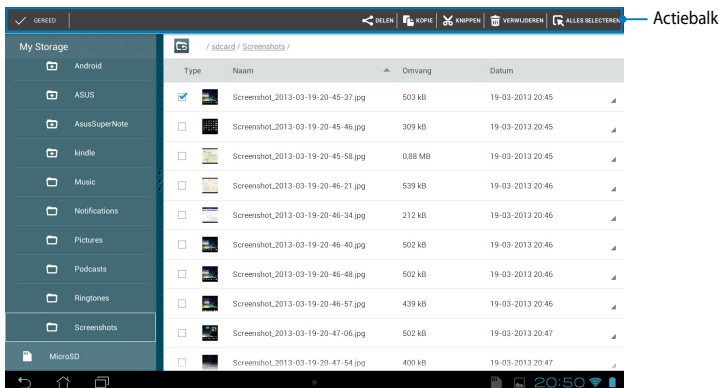 GEREED DELEN KOPIE KNIPPEN VERWIJDEREN ALLES SELECTEREN Actiebalk
My Storage / sdcard / Screenshots /
Android
ASUS
AsusSuperNote
kindle
Music
Notifications
Pictures
Podcasts
Ringtones
Screenshots
MicroSD
Type Naam Omvang Datum
Screenshot_2013-03-19-20-45-37.jpg 503 kB 19-03-2013 20:45
Screenshot_2013-03-19-20-45-46.jpg 309 kB 19-03-2013 20:45
Screenshot_2013-03-19-20-45-58.jpg 0,88 MB 19-03-2013 20:45
Screenshot_2013-03-19-20-46-21.jpg 539 kB 19-03-2013 20:46
Screenshot_2013-03-19-20-46-34.jpg 212 kB 19-03-2013 20:46
Screenshot_2013-03-19-20-46-40.jpg 502 kB 19-03-2013 20:46
Screenshot_2013-03-19-20-46-48.jpg 502 kB 19-03-2013 20:46
Screenshot_2013-03-19-20-46-57.jpg 439 kB 19-03-2013 20:46
Screenshot_2013-03-19-20-47-06.jpg 502 kB 19-03-2013 20:47
Screenshot_2013-03-19-20-47-54.jpg 400 kB 19-03-2013 20:47
20:50